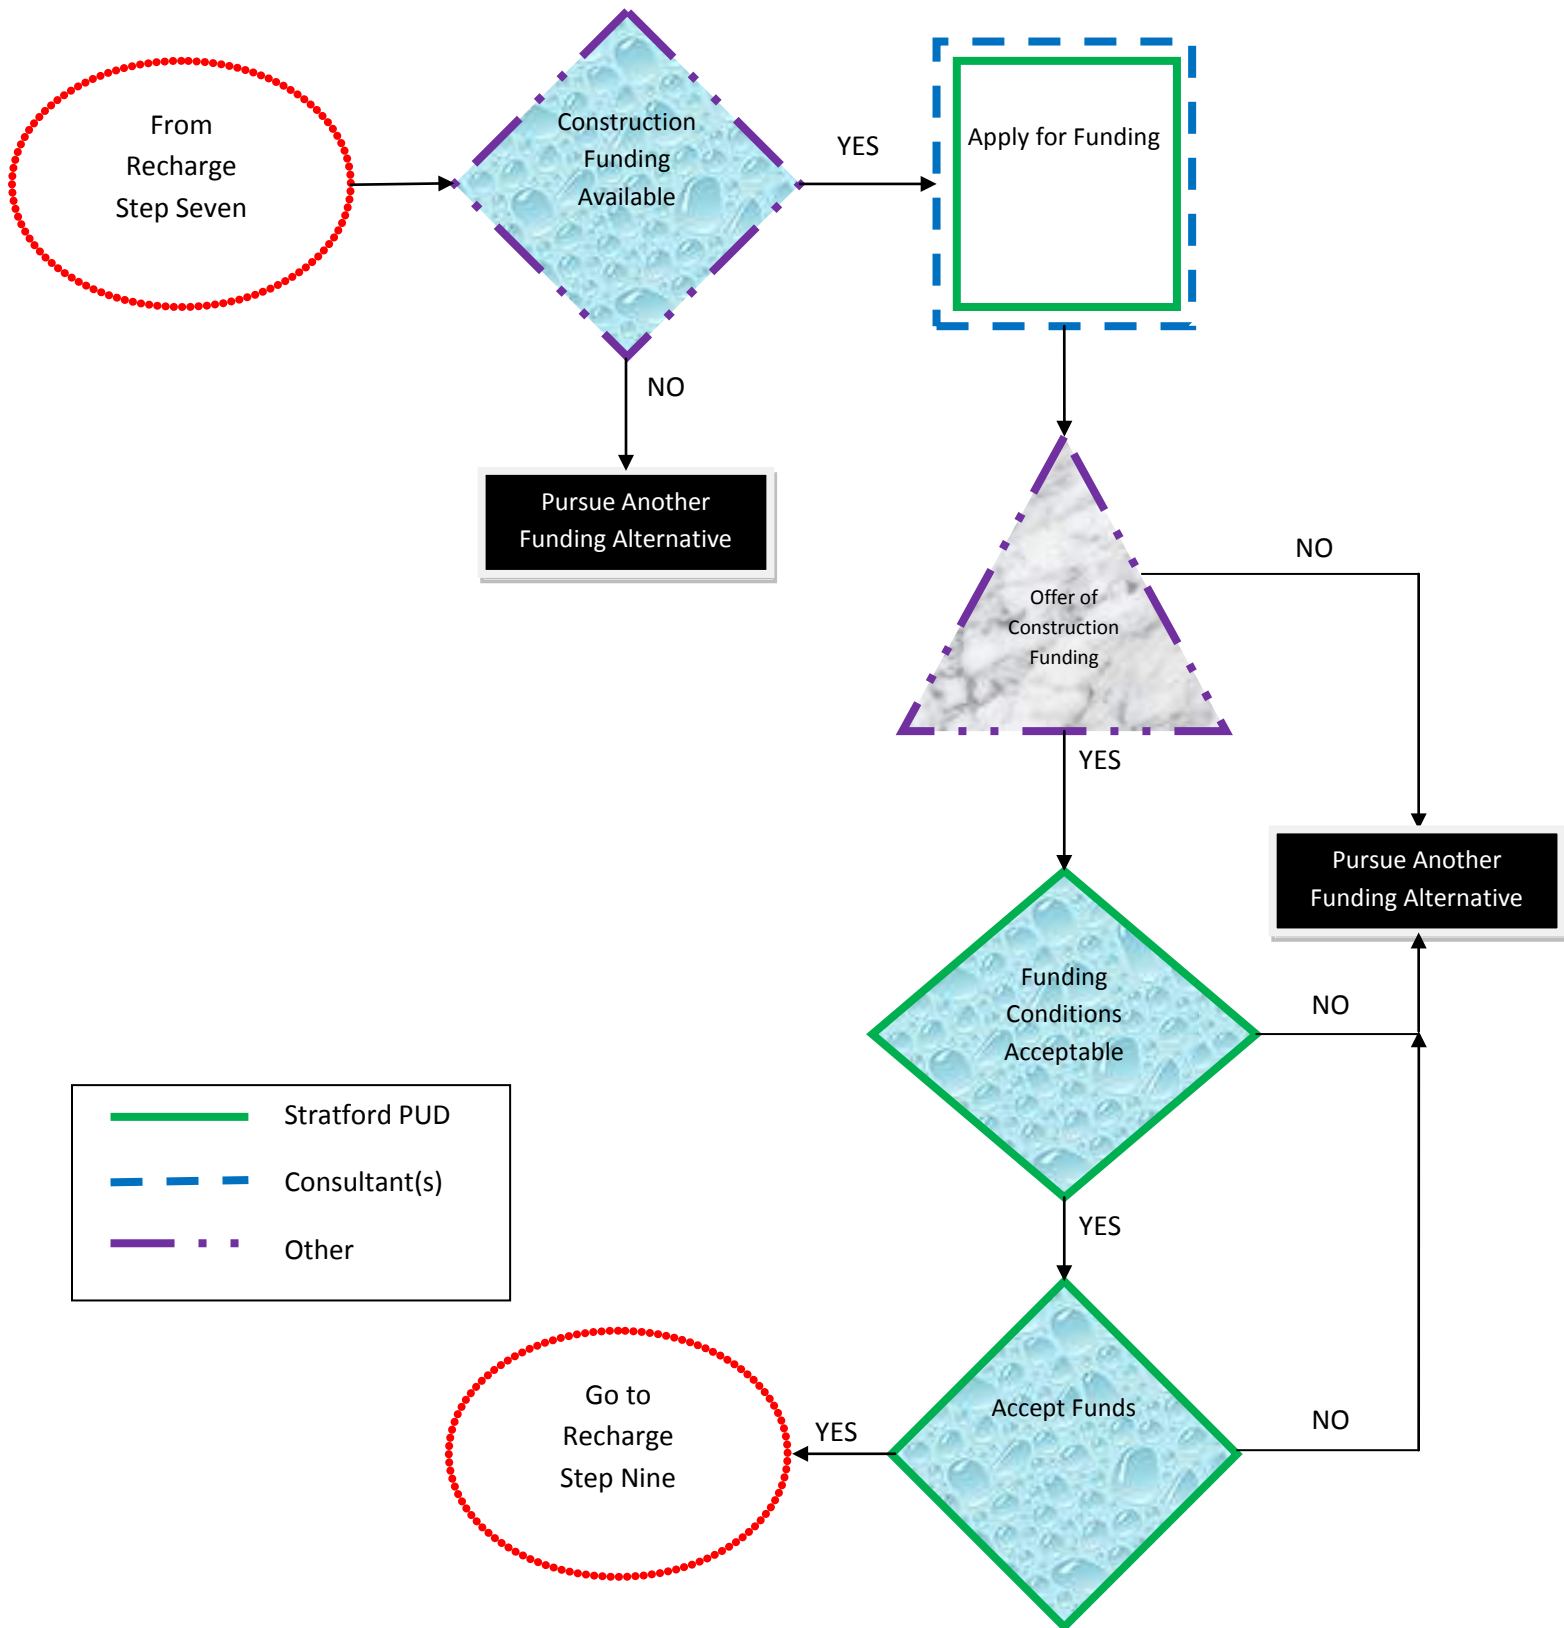 From
Recharge
Step Seven
Construction
Funding
Available
YES
Apply for Funding
NO
Pursue Another
Funding Alternative
NO
Offer of
Construction
Funding
YES
Pursue Another
Funding Alternative
Funding
Conditions
Acceptable
NO
Stratford PUD
Consultant(s)
Other
YES
Go to
Recharge
Step Nine
YES
Accept Funds
NO